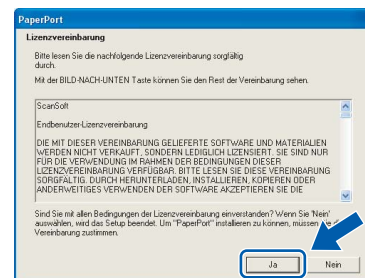 PaperPort
Lizenzvereinbarung
Bitte lesen Sie die nachfolgende Lizenzvereinbarung sorgfältig
durch.
Mit der BILD-NACH-UNTEN Taste können Sie den Rest der Vereinbarung sehen.
ScanSoft
Endbenutzer-Lizenzvereinbarung
DIE MIT DIESER VEREINBARUNG GELIEFERTE SOFTWARE UND MATERIALIEN
WERDEN NICHT VERKAUFT, SONDERN LEDIGLICH LIZENSIERT. SIE SIND NUR
FÜR DIE VERWENDUNG IM RAHMEN DER BEDINGUNGEN DIESER
LIZENZVEREINBARUNG VERFÜGBAR. BITTE LESEN SIE DIESE VEREINBARUNG
SORGFÄLTIG. DURCH HERUNTERLADEN, INSTALLIEREN, KOPIEREN ODER
ANDERWEITIGES VERWENDEN DER SOFTWARE AKZEPTIEREN SIE DIE
Sind Sie mit allen Bedingungen der Lizenzvereinbarung einverstanden? Wenn Sie 'Nein'
auswählen, wird das Setup beendet. Um "PaperPort" installieren zu können, müssen
Vereinbarung zustimmen.
Ja
Nein